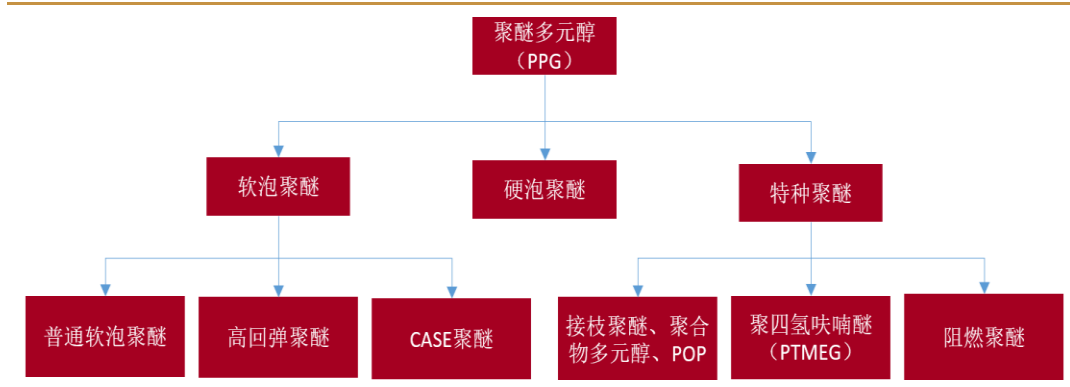 聚醚多元醇
（PPG）
软泡聚醚
硬泡聚醚
特种聚醚
普通软泡聚醚
高回弹聚醚
CASE聚醚
接枝聚醚、聚合
物多元醇、POP
聚四氢呋喃醚
（PTMEG）
阻燃聚醚